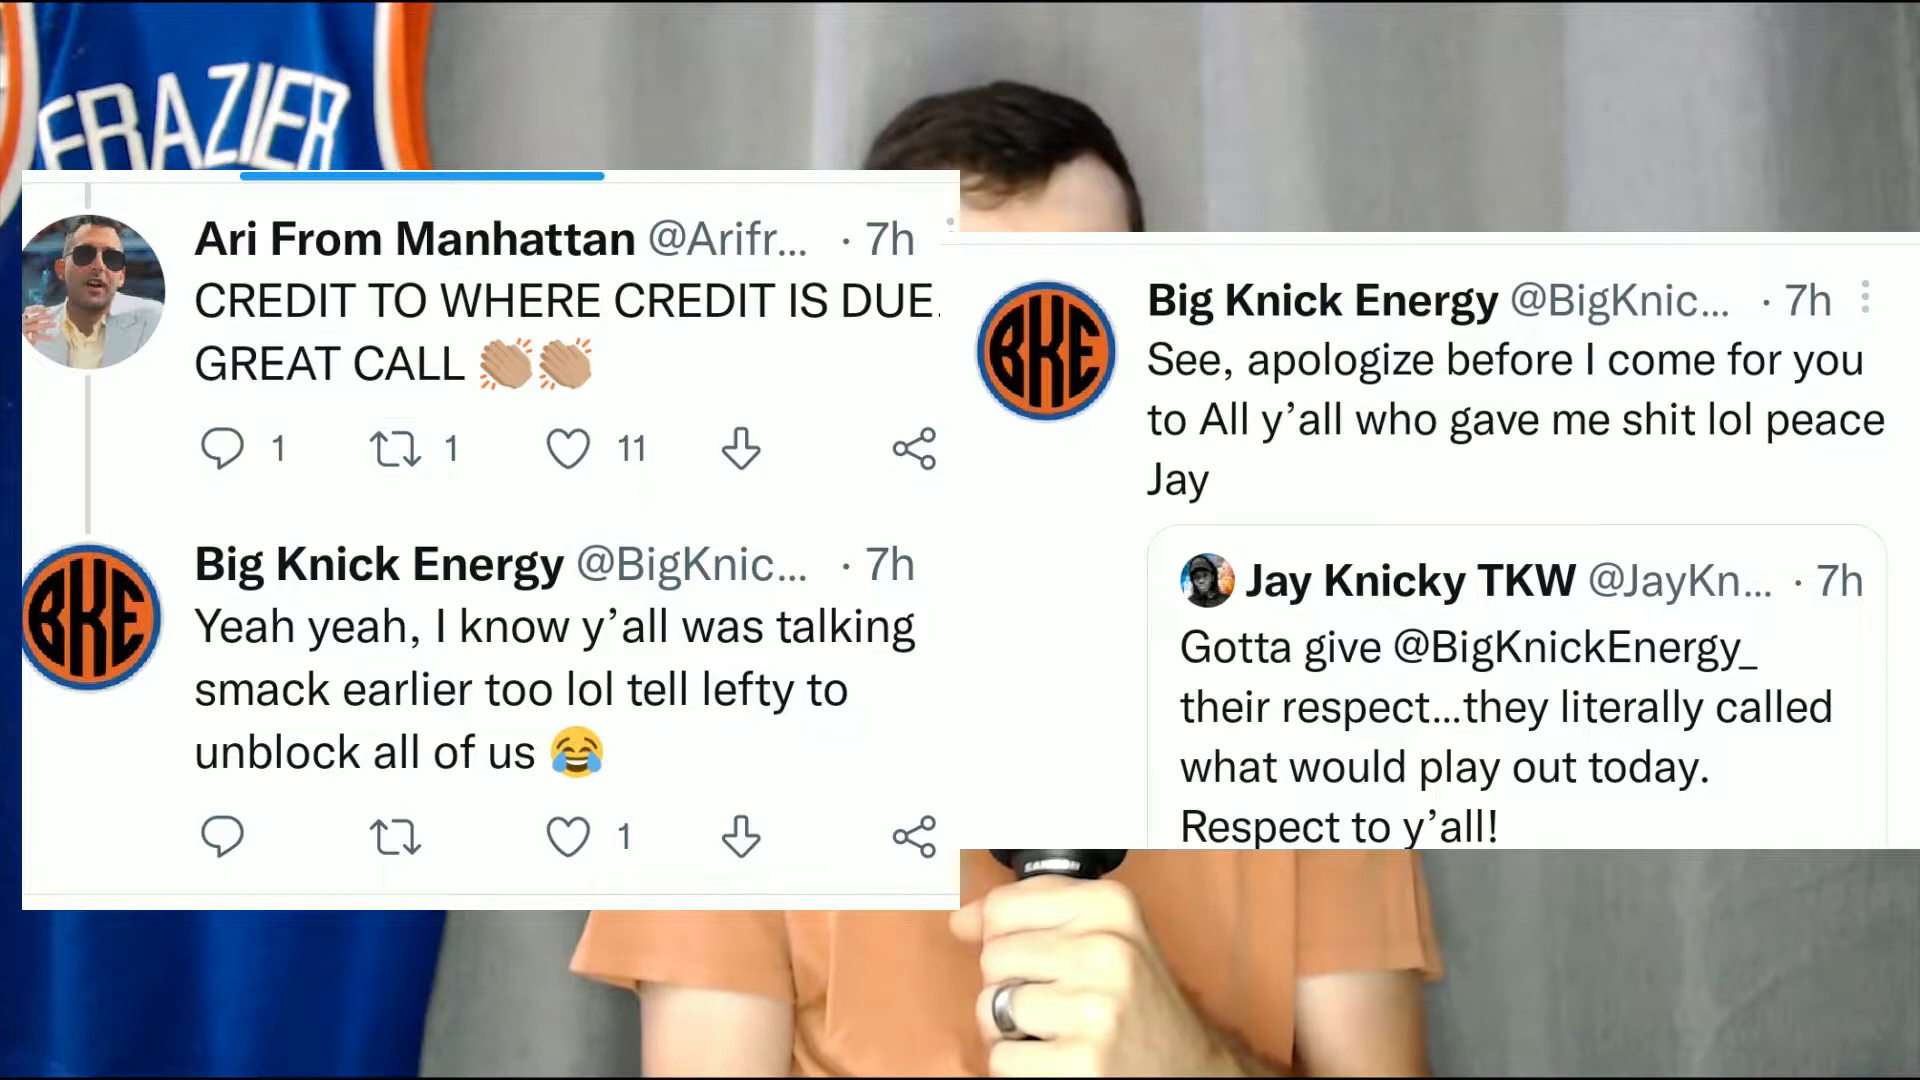 FRAZIER
Ari From Manhattan @Arifr... · 7h
CREDIT TO WHERE CREDIT IS DUE.
GREAT CALL 👏🏼👏🏼
1 1 11
BKE
Big Knick Energy @BigKnic... · 7h
Yeah yeah, I know y’all was talking
smack earlier too lol tell lefty to
unblock all of us 😂
1
BKE
Big Knick Energy @BigKnic... · 7h
See, apologize before I come for you
to All y’all who gave me shit lol peace
Jay
Jay Knicky TKW @JayKn... · 7h
Gotta give @BigKnickEnergy_
their respect...they literally called
what would play out today.
Respect to y’all!
SAMSON